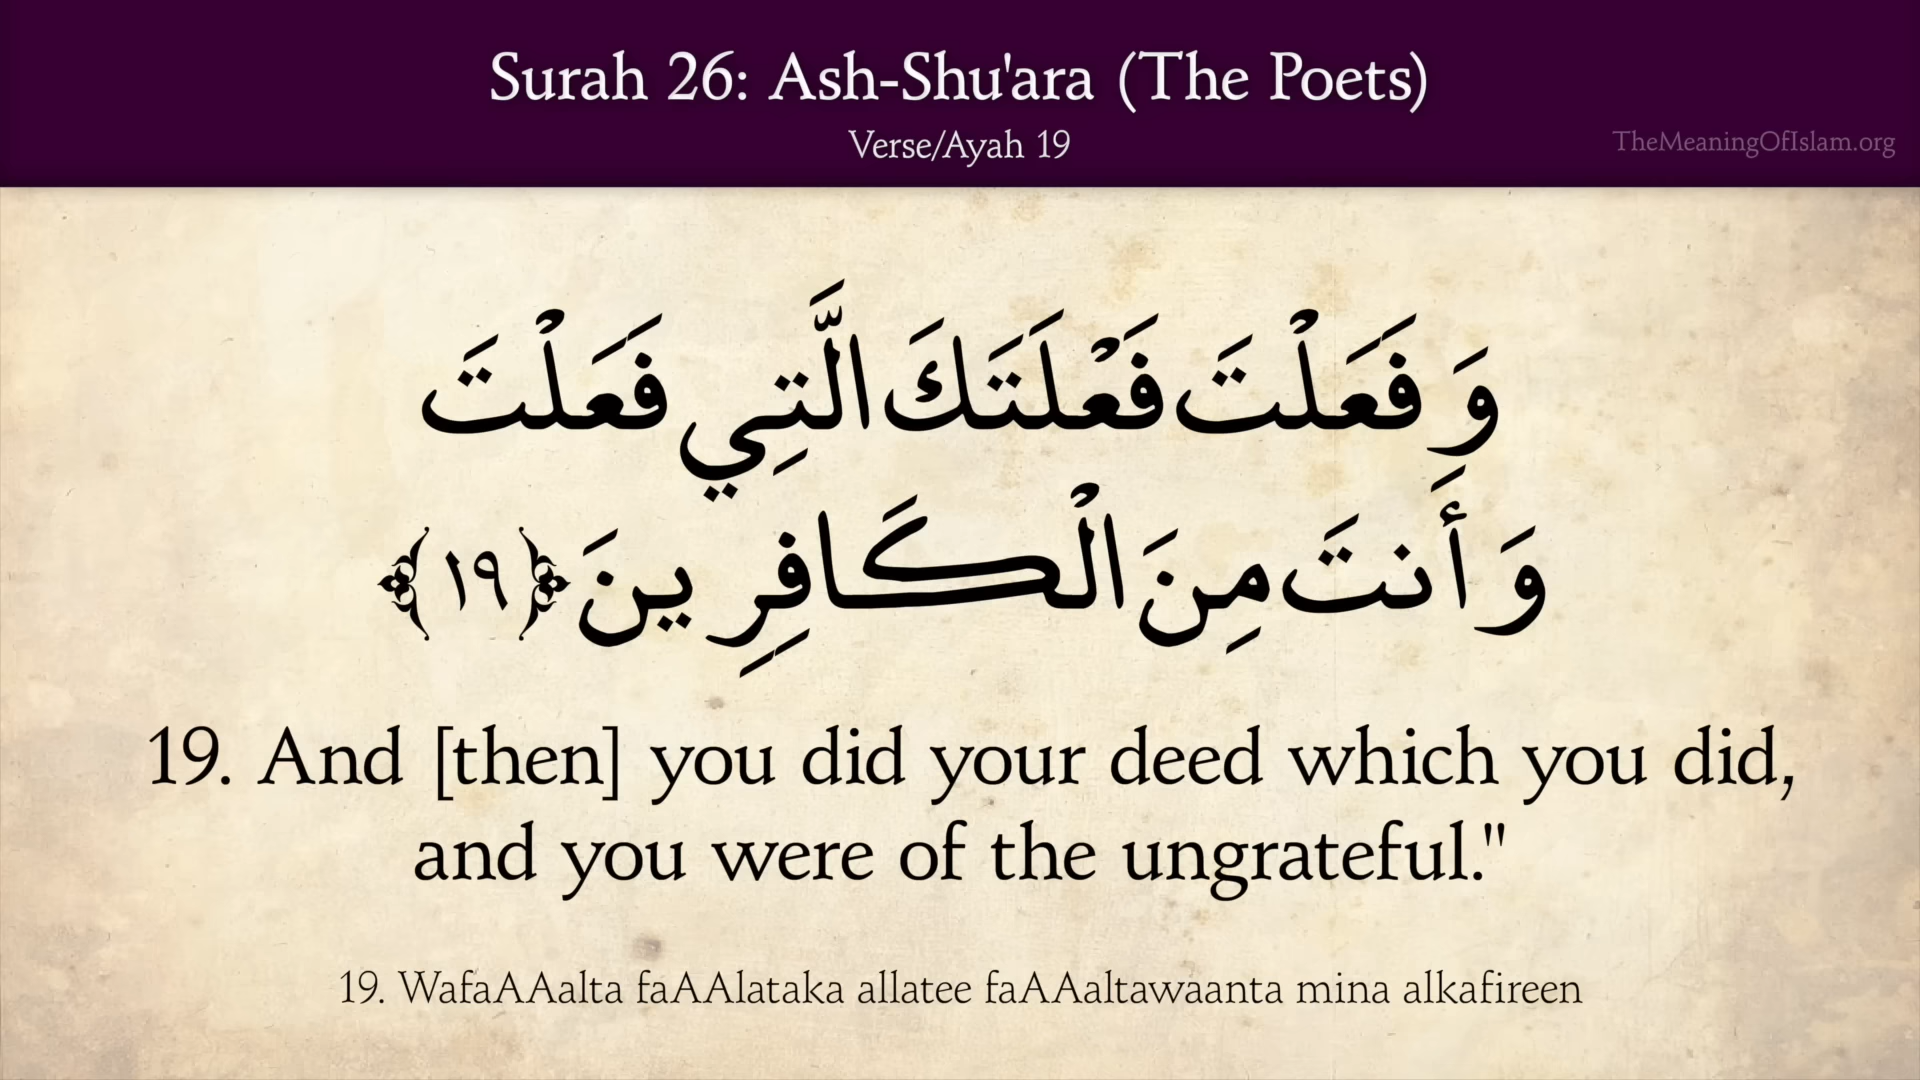 Surah 26: Ash-Shu'ara (The Poets)
Verse/Ayah 19
TheMeaningOfIslam.org
وَفَعَلْتَ فَعْلَتَكَ الَّتِي فَعَلْتَ
وَأَنتَ مِنَ الْكَافِرِينَ ﴿١٩﴾
19. And [then] you did your deed which you did,
and you were of the ungrateful."
19. WafaAAalta faAAlataka allatee faAAaltawaanta mina alkafireen